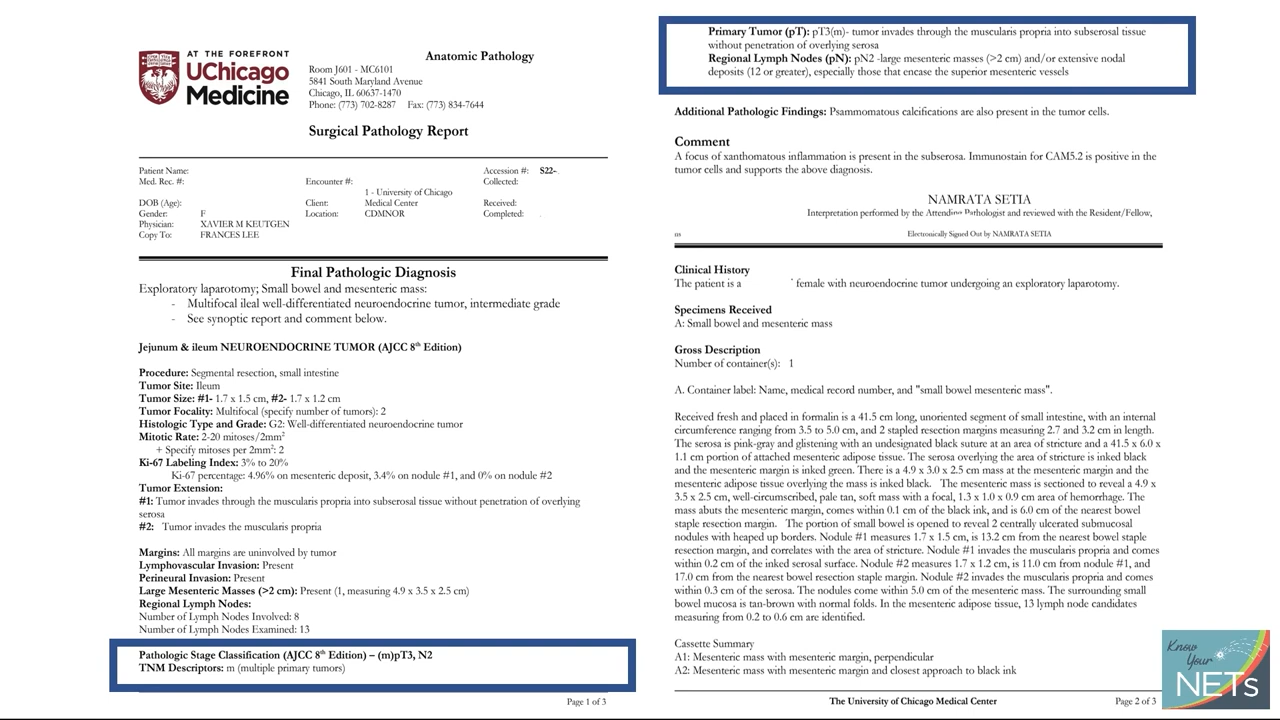 AT THE FOREFRONT
UChicago
Medicine
Anatomic Pathology
Room J601 - MC6101
5841 South Maryland Avenue
Chicago, IL 60637-1470
Phone: (773) 702-8287 Fax: (773) 834-7644
Surgical Pathology Report
Patient Name: Accession #: S22-
Med. Rec. #: Encounter #: Collected:
1 - University of Chicago
DOB (Age): Client: Medical Center Received:
Gender: F Location: CDMNOR Completed:
Physician: XAVIER M KEUTGEN
Copy To: FRANCES LEE
Final Pathologic Diagnosis
Exploratory laparotomy; Small bowel and mesenteric mass:
- Multifocal ileal well-differentiated neuroendocrine tumor, intermediate grade
- See synoptic report and comment below.
Jejunum & ileum NEUROENDOCRINE TUMOR (AJCC 8th Edition)
Procedure: Segmental resection, small intestine
Tumor Site: Ileum
Tumor Size: #1- 1.7 x 1.5 cm, #2- 1.7 x 1.2 cm
Tumor Focality: Multifocal (specify number of tumors): 2
Histologic Type and Grade: G2: Well-differentiated neuroendocrine tumor
Mitotic Rate: 2-20 mitoses/2mm²
+ Specify mitoses per 2mm²: 2
Ki-67 Labeling Index: 3% to 20%
Ki-67 percentage: 4.96% on mesenteric deposit, 3.4% on nodule #1, and 0% on nodule #2
Tumor Extension:
#1: Tumor invades through the muscularis propria into subserosal tissue without penetration of overlying
serosa
#2: Tumor invades the muscularis propria
Margins: All margins are uninvolved by tumor
Lymphovascular Invasion: Present
Perineural Invasion: Present
Large Mesenteric Masses (>2 cm): Present (1, measuring 4.9 x 3.5 x 2.5 cm)
Regional Lymph Nodes:
Number of Lymph Nodes Involved: 8
Number of Lymph Nodes Examined: 13
Pathologic Stage Classification (AJCC 8th Edition) – (m)pT3, N2
TNM Descriptors: m (multiple primary tumors)
Page 1 of 3
Primary Tumor (pT): pT3(m)- tumor invades through the muscularis propria into subserosal tissue
without penetration of overlying serosa
Regional Lymph Nodes (pN): pN2 -large mesenteric masses (>2 cm) and/or extensive nodal
deposits (12 or greater), especially those that encase the superior mesenteric vessels
Additional Pathologic Findings: Psammomatous calcifications are also present in the tumor cells.
Comment
A focus of xanthomatous inflammation is present in the subserosa. Immunostain for CAM5.2 is positive in the
tumor cells and supports the above diagnosis.
NAMRATA SETIA
Interpretation performed by the Attending Pathologist and reviewed with the Resident/Fellow,
ns Electronically Signed Out by NAMRATA SETIA
Clinical History
The patient is a female with neuroendocrine tumor undergoing an exploratory laparotomy.
Specimens Received
A: Small bowel and mesenteric mass
Gross Description
Number of container(s): 1
A. Container label: Name, medical record number, and "small bowel mesenteric mass".
Received fresh and placed in formalin is a 41.5 cm long, unoriented segment of small intestine, with an internal
circumference ranging from 3.5 to 5.0 cm, and 2 stapled resection margins measuring 2.7 and 3.2 cm in length.
The serosa is pink-gray and glistening with an undesignated black suture at an area of stricture and a 41.5 x 6.0 x
1.1 cm portion of attached mesenteric adipose tissue. The serosa overlying the area of stricture is inked black
and the mesenteric margin is inked green. There is a 4.9 x 3.0 x 2.5 cm mass at the mesenteric margin and the
mesenteric adipose tissue overlying the mass is inked black. The mesenteric mass is sectioned to reveal a 4.9 x
3.5 x 2.5 cm, well-circumscribed, pale tan, soft mass with a focal, 1.3 x 1.0 x 0.9 cm area of hemorrhage. The
mass abuts the mesenteric margin, comes within 0.1 cm of the black ink, and is 6.0 cm of the nearest bowel
staple resection margin. The portion of small bowel is opened to reveal 2 centrally ulcerated submucosal
nodules with heaped up borders. Nodule #1 measures 1.7 x 1.5 cm, is 13.2 cm from the nearest bowel staple
resection margin, and correlates with the area of stricture. Nodule #1 invades the muscularis propria and comes
within 0.2 cm of the inked serosal surface. Nodule #2 measures 1.7 x 1.2 cm, is 11.0 cm from nodule #1, and
17.0 cm from the nearest bowel resection staple margin. Nodule #2 invades the muscularis propria and comes
within 0.3 cm of the serosa. The nodules come within 5.0 cm of the mesenteric mass. The surrounding small
bowel mucosa is tan-brown with normal folds. In the mesenteric adipose tissue, 13 lymph node candidates
measuring from 0.2 to 0.6 cm are identified.
Cassette Summary
A1: Mesenteric mass with mesenteric margin, perpendicular
A2: Mesenteric mass with mesenteric margin and closest approach to black ink
The University of Chicago Medical Center Page 2 of 3
Know
Your
NETs